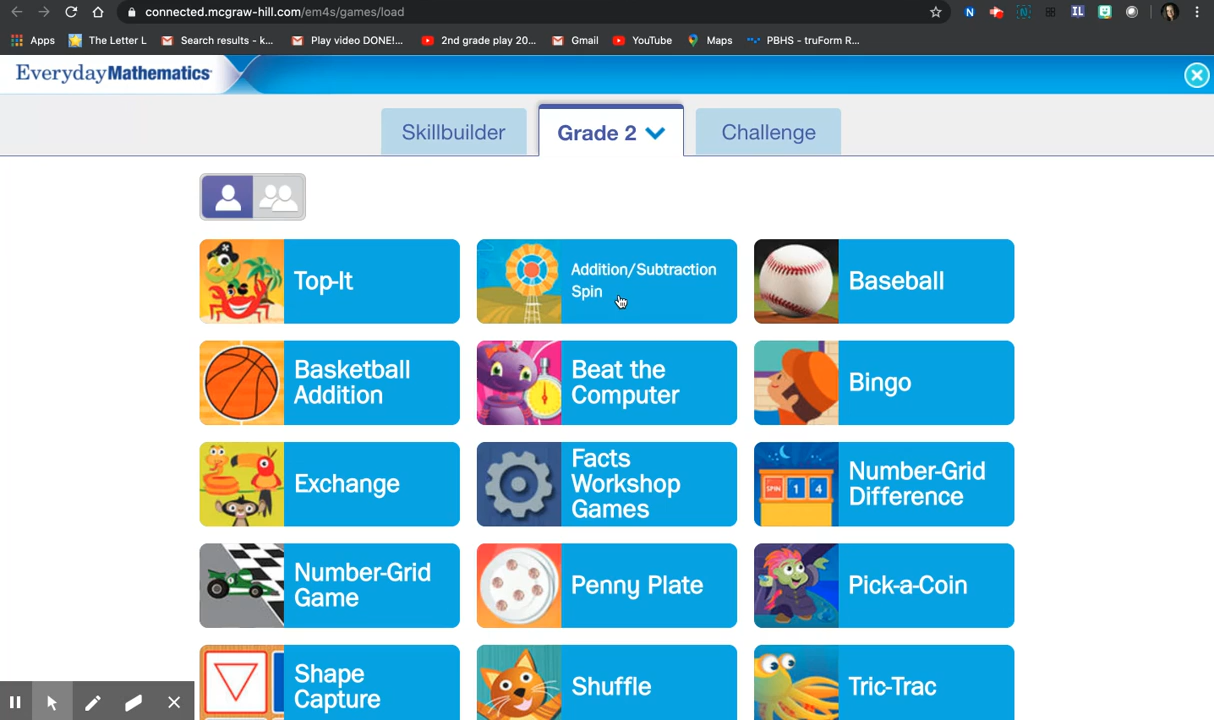 connected.mcgraw-hill.com/em4s/games/load
Apps The Letter L Search results - k... Play video DONE!... 2nd grade play 20... Gmail YouTube Maps PBHS - truForm R...
EverydayMathematics
Skillbuilder Grade 2 Challenge
Top-It
Addition/Subtraction
Spin
Baseball
Basketball
Addition
Beat the
Computer
Bingo
Exchange
Facts
Workshop
Games
SPIN 1 4
Number-Grid
Difference
Number-Grid
Game
Penny Plate
Pick-a-Coin
Shape
Capture
Shuffle
Tric-Trac